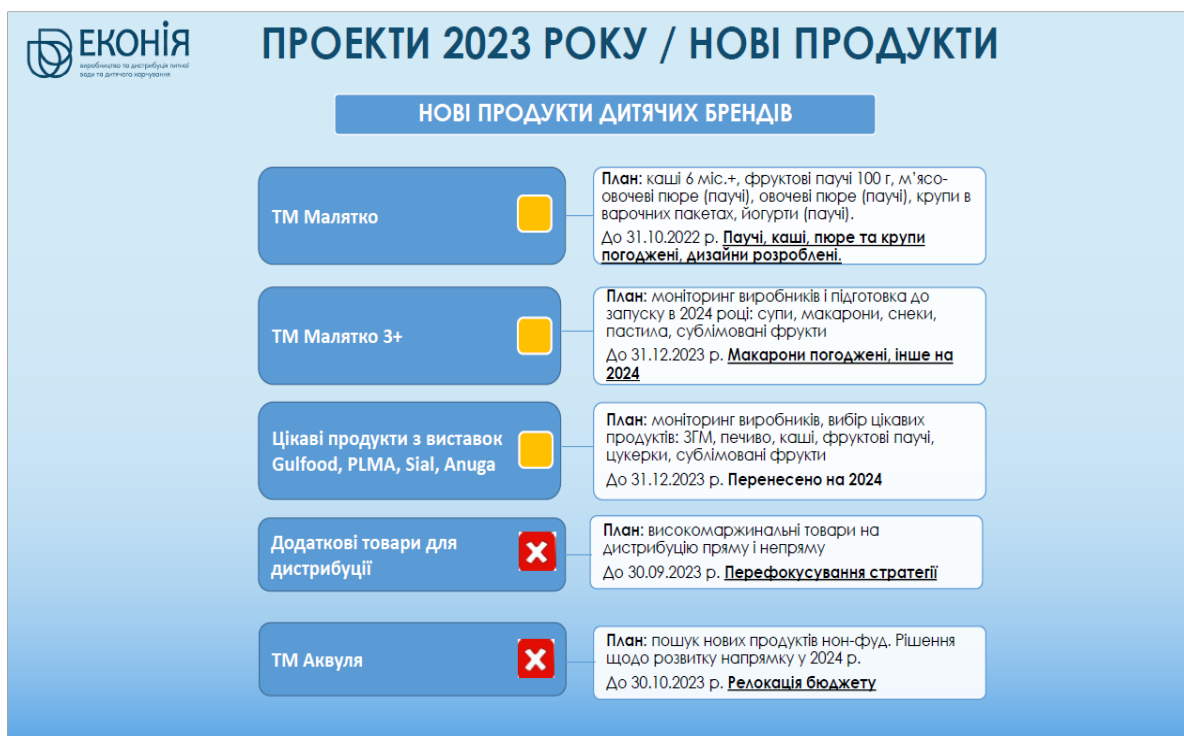 ЕКОНІЯ
виробництво та дистрибуція питної
води та дитячого харчування
ПРОЕКТИ 2023 РОКУ / НОВІ ПРОДУКТИ
НОВІ ПРОДУКТИ ДИТЯЧИХ БРЕНДІВ
ТМ Малятко
План: каші 6 міс.+, фруктові паучі 100 г, м’ясо-
овочеві пюре (паучі), овочеві пюре (паучі), крупи в
варочних пакетах, йогурти (паучі).
До 31.10.2022 р. Паучі, каші, пюре та крупи
погоджені, дизайни розроблені.
ТМ Малятко 3+
План: моніторинг виробників і підготовка до
запуску в 2024 році: супи, макарони, снеки,
пастила, сублімовані фрукти
До 31.12.2023 р. Макарони погоджені, інше на
2024
Цікаві продукти з виставок
Gulfood, PLMA, Sial, Anuga
План: моніторинг виробників, вибір цікавих
продуктів: ЗГМ, печиво, каші, фруктові паучі,
цукерки, сублімовані фрукти
До 31.12.2023 р. Перенесено на 2024
Додаткові товари для
дистрибуції
План: високомаржинальні товари на
дистрибуцію пряму і непряму
До 30.09.2023 р. Перефокусування стратегії
ТМ Аквуля
План: пошук нових продуктів нон-фуд. Рішення
щодо розвитку напрямку у 2024 р.
До 30.10.2023 р. Релокація бюджету